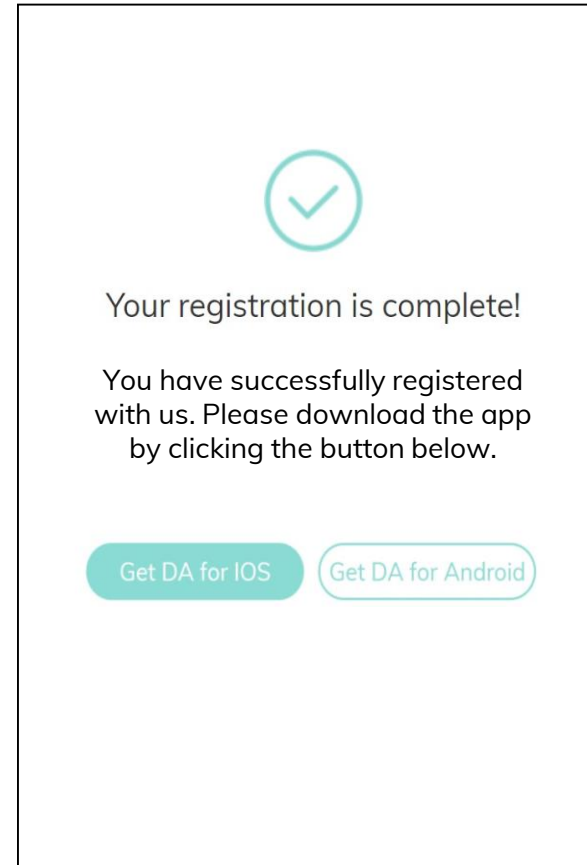 Your registration is complete!
You have successfully registered
with us. Please download the app
by clicking the button below.
Get DA for IOS
Get DA for Android